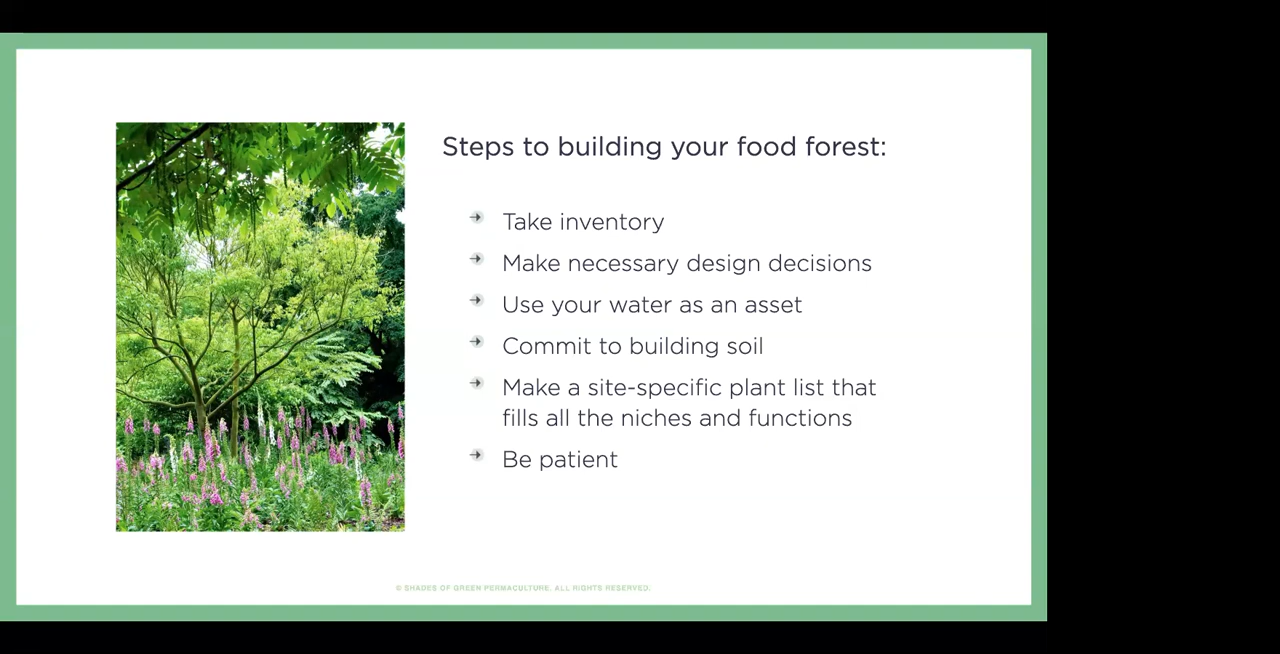 Steps to building your food forest:
Take inventory
Make necessary design decisions
Use your water as an asset
Commit to building soil
Make a site-specific plant list that
fills all the niches and functions
Be patient
© SHADES OF GREEN PERMACULTURE. ALL RIGHTS RESERVED.